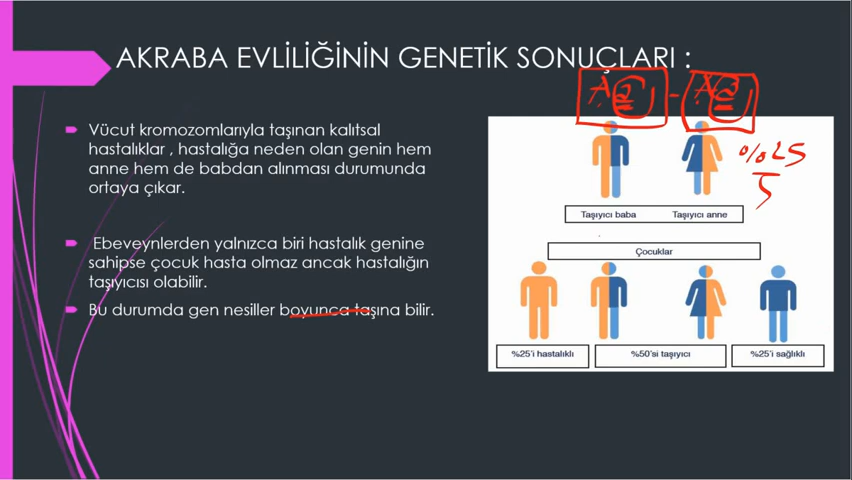 AKRABA EVLİLİĞİNİN GENETİK SONUÇLARI :
Vücut kromozomlarıyla taşınan kalıtsal
hastalıklar , hastalığa neden olan genin hem
anne hem de babdan alınması durumunda
ortaya çıkar.
Ebeveynlerden yalnızca biri hastalık genine
sahipse çocuk hasta olmaz ancak hastalığın
taşıyıcısı olabilir.
Bu durumda gen nesiller boyunca taşına bilir.
Aa - Aa
%25
Taşıyıcı baba Taşıyıcı anne
Çocuklar
%25'i hastalıklı %50'si taşıyıcı %25'i sağlıklı